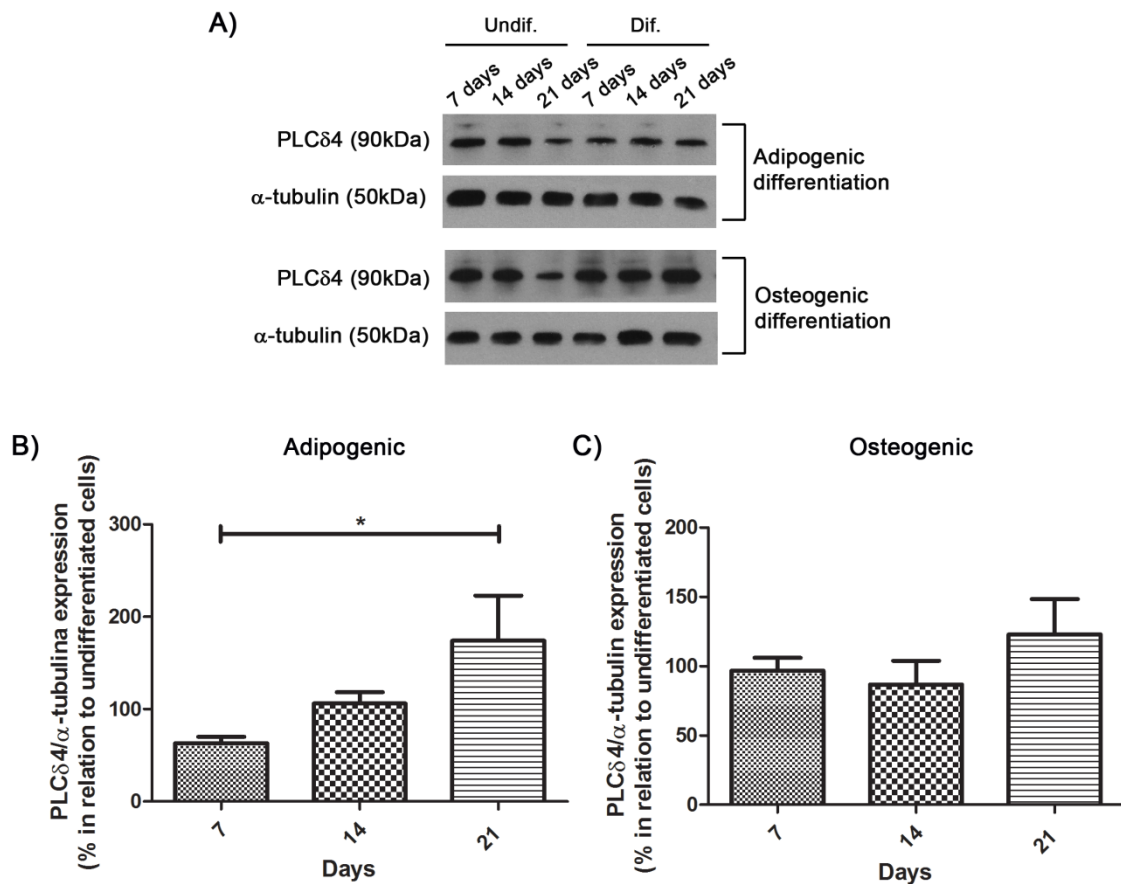 A)
Undif. Dif.
7 days 14 days 21 days 7 days 14 days 21 days
PLCδ4 (90kDa)
α-tubulin (50kDa)
Adipogenic
differentiation
PLCδ4 (90kDa)
α-tubulin (50kDa)
Osteogenic
differentiation
B)
Adipogenic
PLCδ4/α-tubulina expression
(% in relation to undifferentiated cells)
300
200
100
0
*
7 14 21
Days
C)
Osteogenic
PLCδ4/α-tubulin expression
(% in relation to undifferentiated cells)
200
150
100
50
0
7 14 21
Days